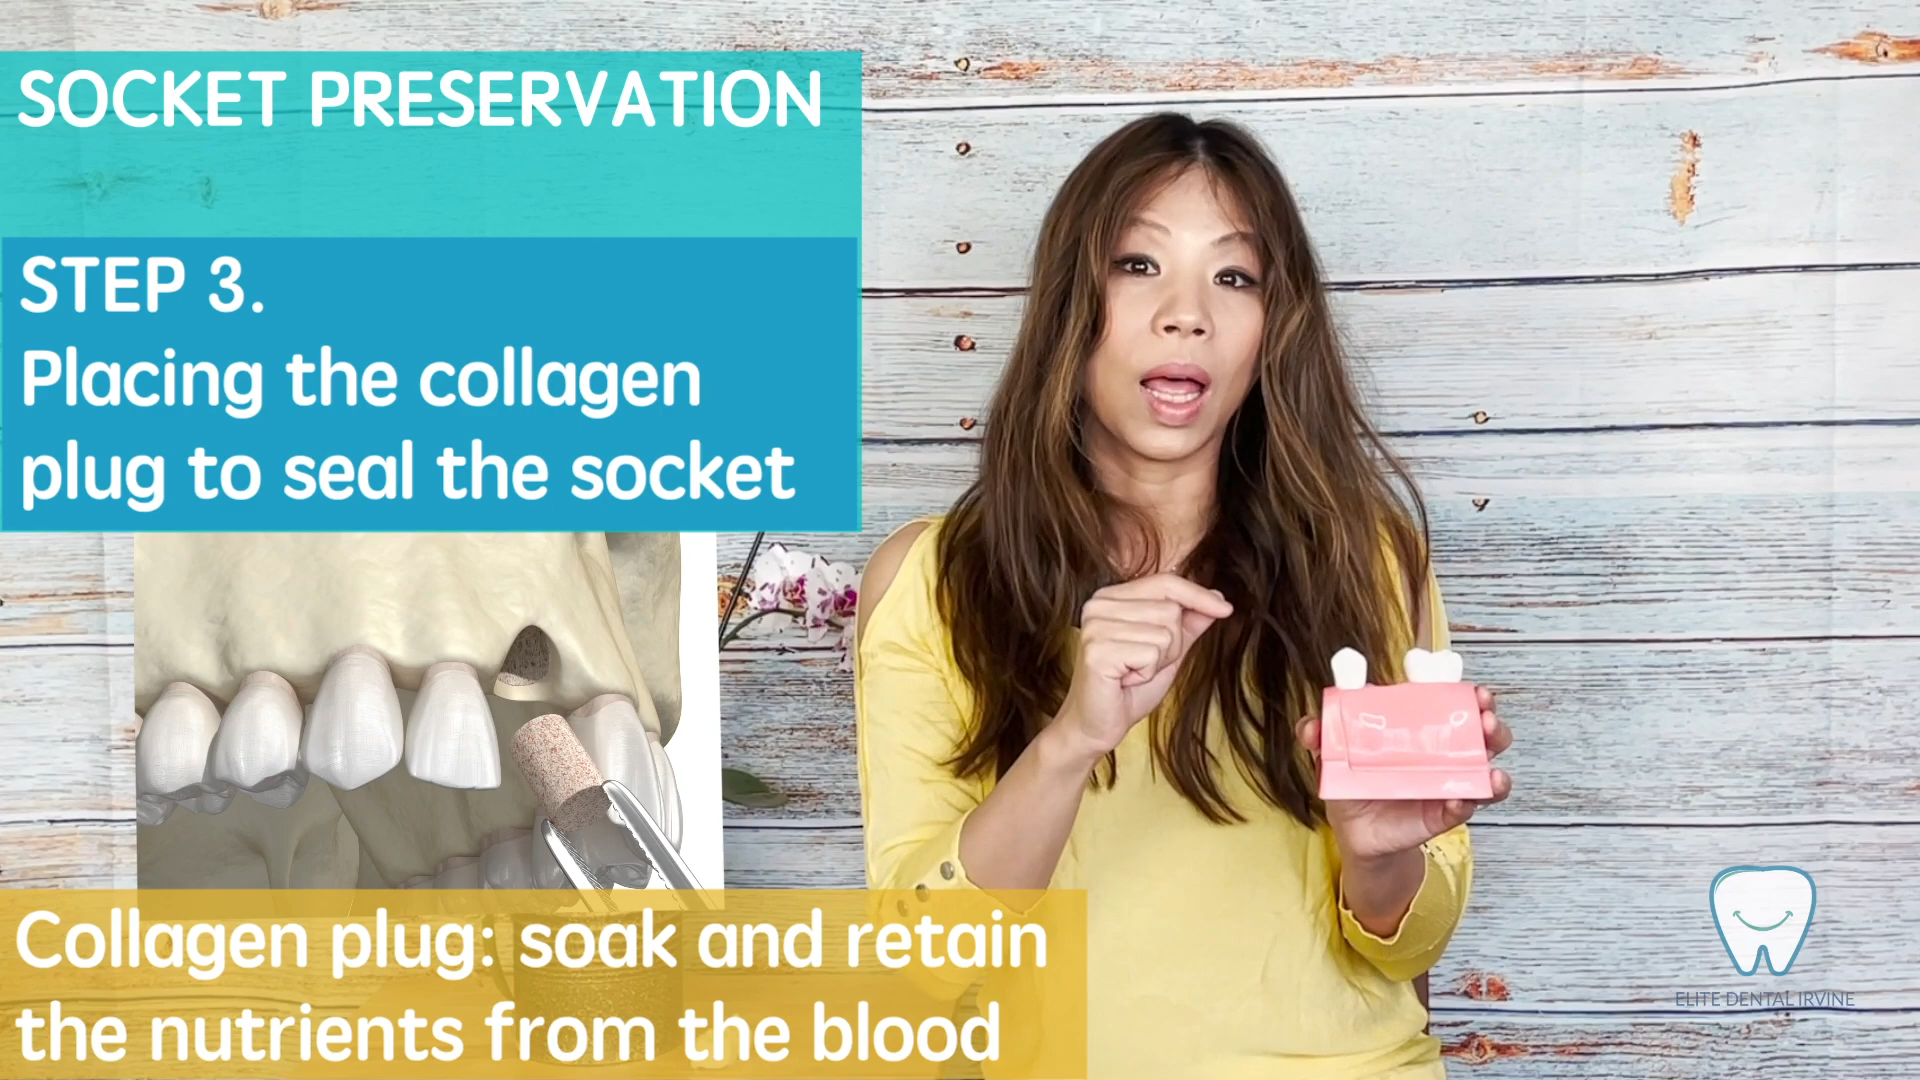 SOCKET PRESERVATION
STEP 3.
Placing the collagen
plug to seal the socket
Collagen plug: soak and retain
the nutrients from the blood
ELITE DENTAL IRVINE